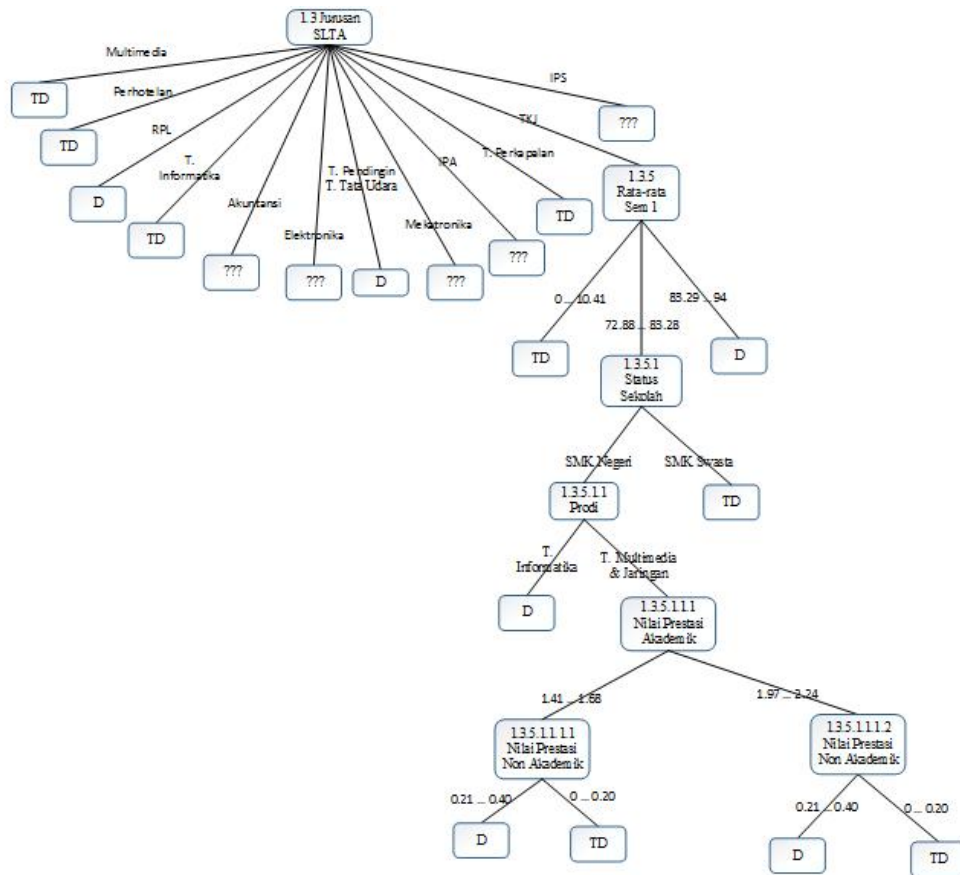 1.3 Jurusan
SLTA
Multimedia
IPS
TD
Perhotelan
???
TKJ
TD
RPL
T. Perkapalan
T.
Informatika
IPA
T. Pendingin
T. Tata Udara
1.3.5
Rata-rata
Sem 1
D
Akuntansi
TD
Mekatronika
TD
Elektronika
???
???
???
D
???
0 ... 10.41
83.29 ... 94
72.88 ... 83.28
TD
D
1.3.5.1
Status
Sekolah
SMK Negeri
SMK Swasta
1.3.5.1.1
Prodi
TD
T.
Informatika
T. Multimedia
& Jaringan
D
1.3.5.1.1.1
Nilai Prestasi
Akademik
1.41 ... 1.68
1.97 ... 2.24
1.3.5.1.1.1.1
Nilai Prestasi
Non Akademik
1.3.5.1.1.1.2
Nilai Prestasi
Non Akademik
0.21 ... 0.40
0 ... 0.20
0.21 ... 0.40
0 ... 0.20
D
TD
D
TD